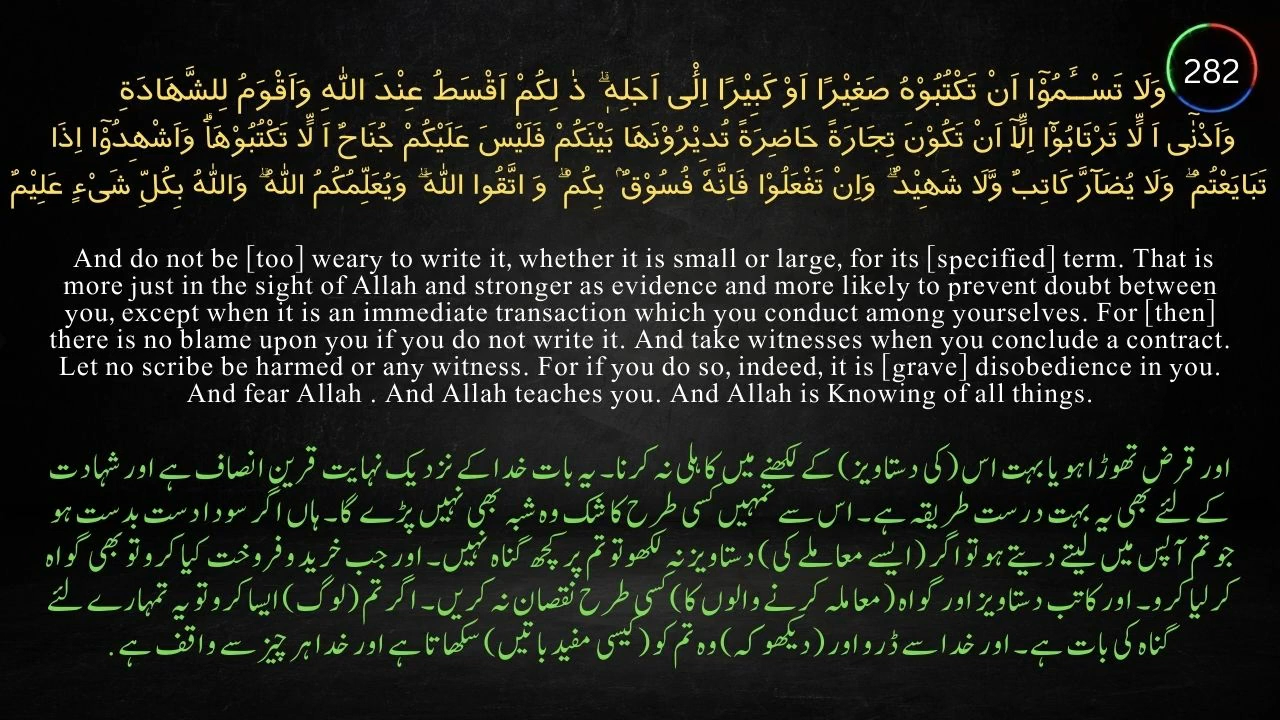 282
وَلَا تَسْــَٔمُوْۤا اَنْ تَكْتُبُوْهُ صَغِيْرًا اَوْ كَبِيْرًا اِلٰۤى اَجَلِهٖ‌ؕ ذٰ لِكُمْ اَقْسَطُ عِنْدَ اللّٰهِ وَاَقْوَمُ لِلشَّهَادَةِ
وَاَدْنٰۤى اَ لَّا تَرْتَابُوْۤا اِلَّاۤ اَنْ تَكُوْنَ تِجَارَةً حَاضِرَةً تُدِيْرُوْنَهَا بَيْنَكُمْ فَلَيْسَ عَلَيْكُمْ جُنَاحٌ اَ لَّا تَكْتُبُوْهَا‌ؕ وَاَشْهِدُوْۤا اِذَا
تَبَايَعْتُمْ‌ۖ وَلَا يُضَآرَّ كَاتِبٌ وَّلَا شَهِيْدٌ ؕ‌ وَاِنْ تَفْعَلُوْا فَاِنَّهٗ فُسُوْقٌ ۢ بِكُمْ‌ ؕ وَ اتَّقُوا اللّٰهَ‌ ؕ وَيُعَلِّمُكُمُ اللّٰهُ‌ ؕ وَاللّٰهُ بِكُلِّ شَىْءٍ عَلِيْمٌ
And do not be [too] weary to write it, whether it is small or large, for its [specified] term. That is
more just in the sight of Allah and stronger as evidence and more likely to prevent doubt between
you, except when it is an immediate transaction which you conduct among yourselves. For [then]
there is no blame upon you if you do not write it. And take witnesses when you conclude a contract.
Let no scribe be harmed or any witness. For if you do so, indeed, it is [grave] disobedience in you.
And fear Allah . And Allah teaches you. And Allah is Knowing of all things.
اور قرض تھوڑا ہو یا بہت اس (کی دستاویز) کے لکھنے میں کاہلی نہ کرنا۔ یہ بات خدا کے نزدیک نہایت قرین انصاف ہے اور شہادت
کے لئے بھی یہ بہت درست طریقہ ہے۔ اس سے تمہیں کسی طرح کا شک وہ شبہ بھی نہیں پڑے گا۔ ہاں اگر سودا دست بدست ہو
جو تم آپس میں لیتے دیتے ہو تو اگر (ایسے معاملے کی) دستاویز نہ لکھو تو تم پر کچھ گناہ نہیں۔ اور جب خرید وفروخت کیا کرو تو بھی گواہ
کر لیا کرو۔ اور کاتب دستاویز اور گواہ (معاملہ کرنے والوں کا) کسی طرح نقصان نہ کریں۔ اگر تم (لوگ) ایسا کرو تو یہ تمہارے لئے
گناہ کی بات ہے۔ اور خدا سے ڈرو اور (دیکھو کہ) وہ تم کو (کیسی مفید باتیں) سکھاتا ہے اور خدا ہر چیز سے واقف ہے .